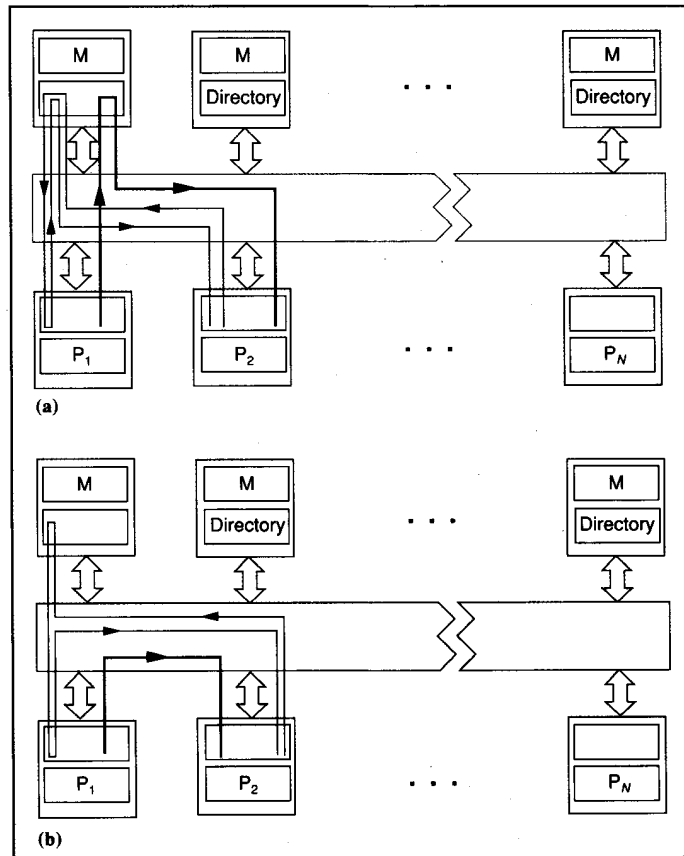 M M M
Directory Directory
. . .
P1 P2 PN
. . .
(a)
M M M
Directory Directory
. . .
P1 P2 PN
. . .
(b)